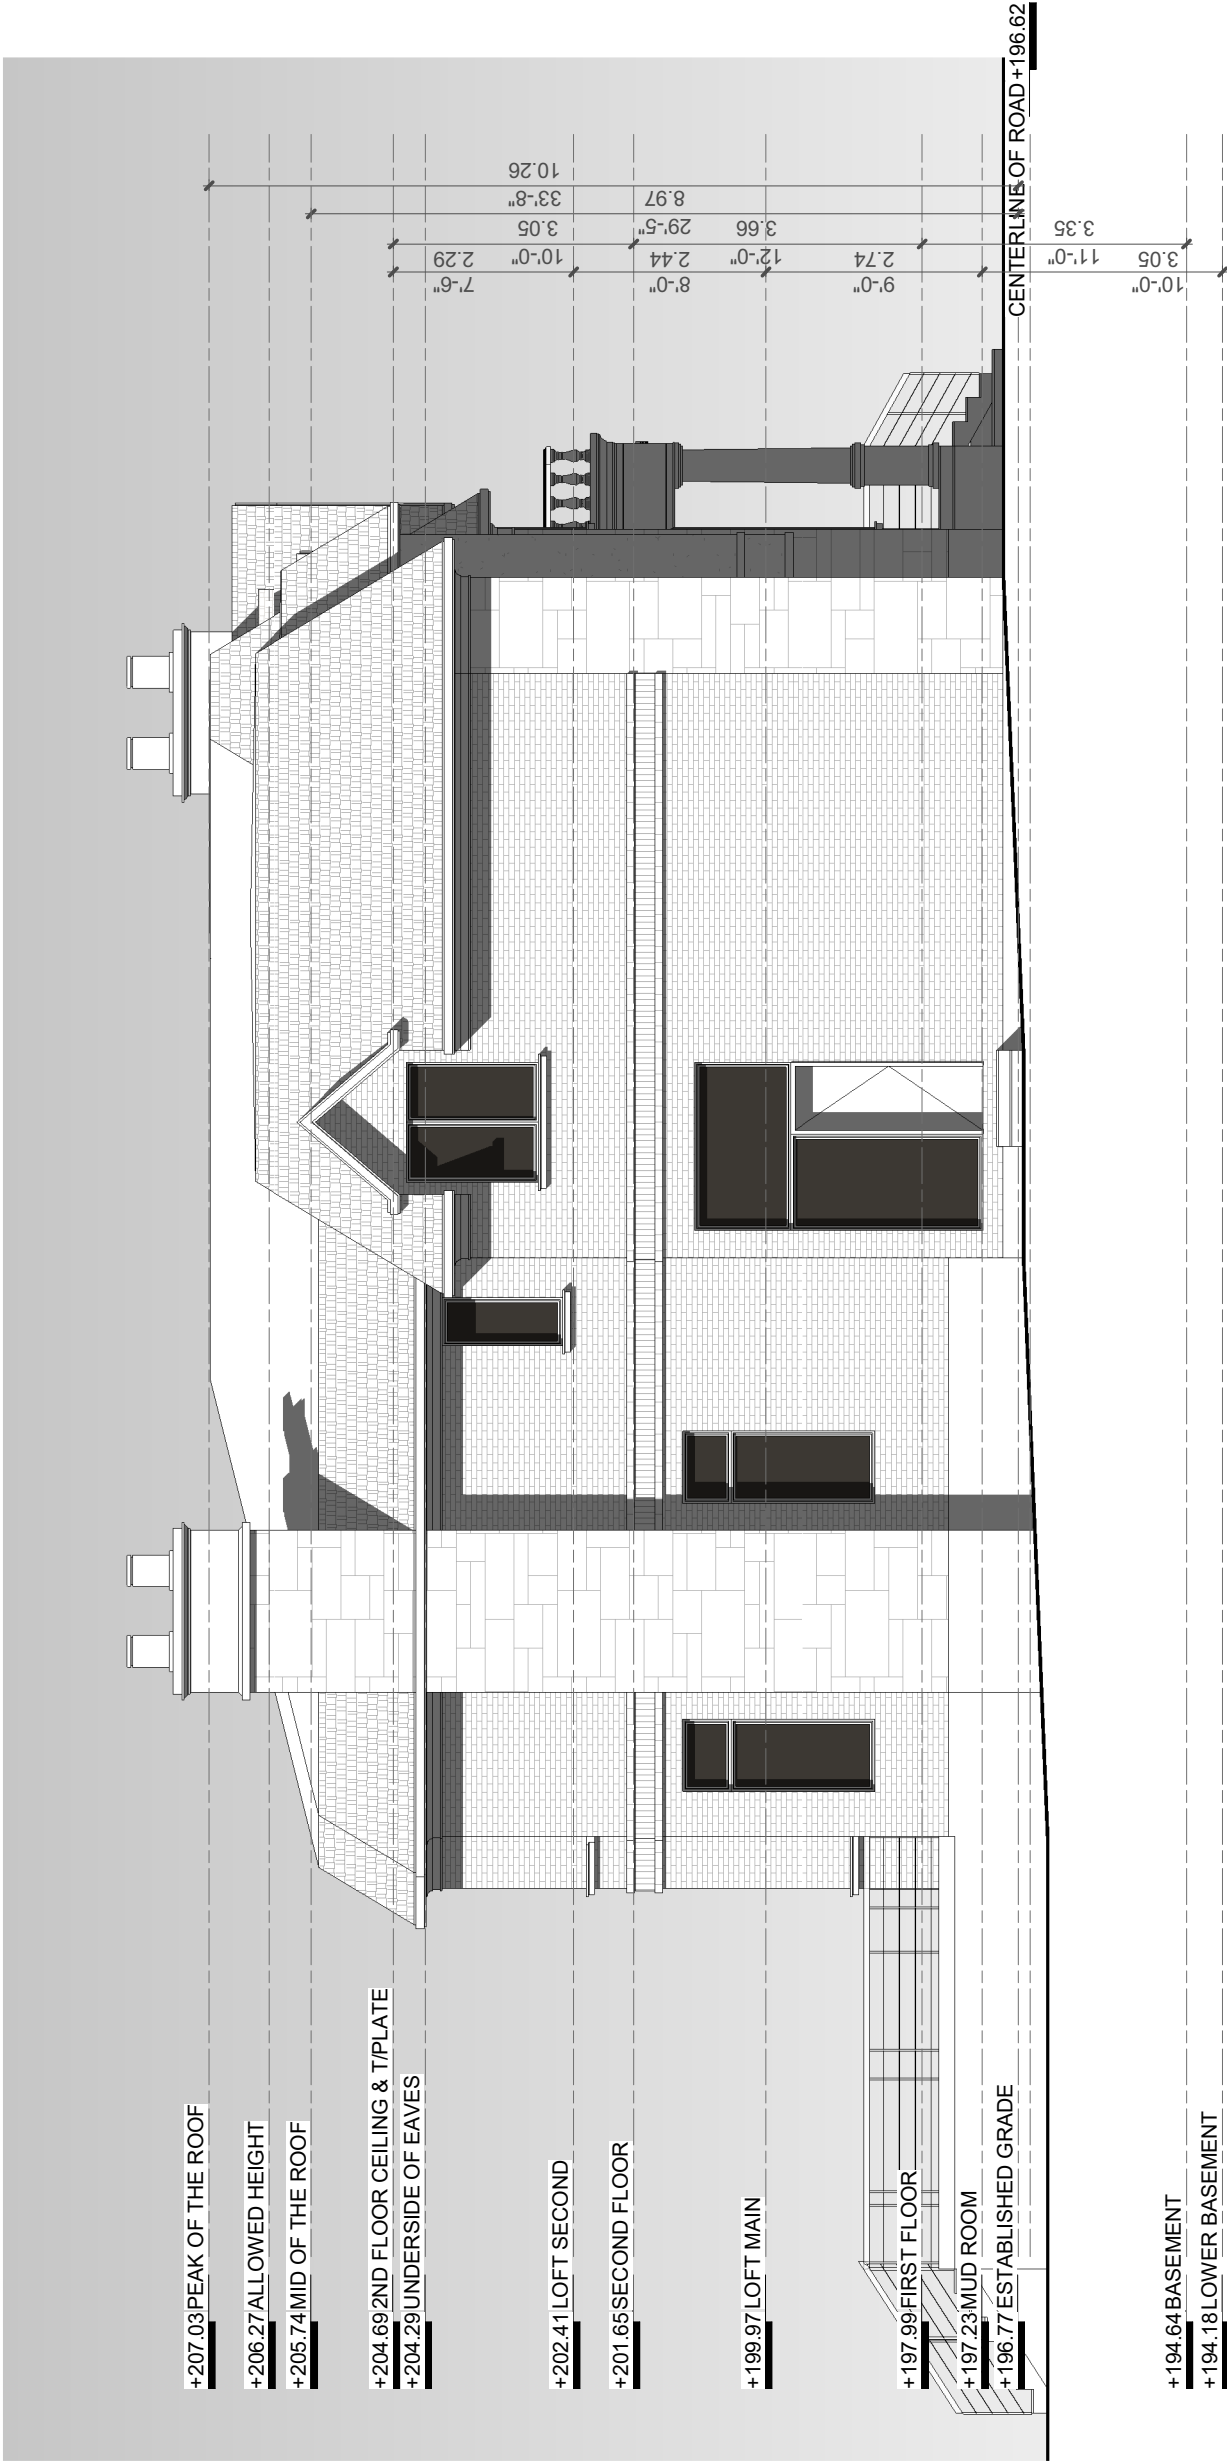 +207.03 PEAK OF THE ROOF
+206.27 ALLOWED HEIGHT
+205.74 MID OF THE ROOF
+204.69 2ND FLOOR CEILING & T/PLATE
+204.29 UNDERSIDE OF EAVES
+202.41 LOFT SECOND
+201.65 SECOND FLOOR
+199.97 LOFT MAIN
+197.99 FIRST FLOOR
+197.23 MUD ROOM
+196.77 ESTABLISHED GRADE
+194.64 BASEMENT
+194.18 LOWER BASEMENT
CENTERLINE OF ROAD +196.62
10.26
33'-8"
8.97
29'-5"
3.05
10'-0"
3.66
12'-0"
3.35
11'-0"
2.29
7'-6"
2.44
8'-0"
2.74
9'-0"
3.05
10'-0"